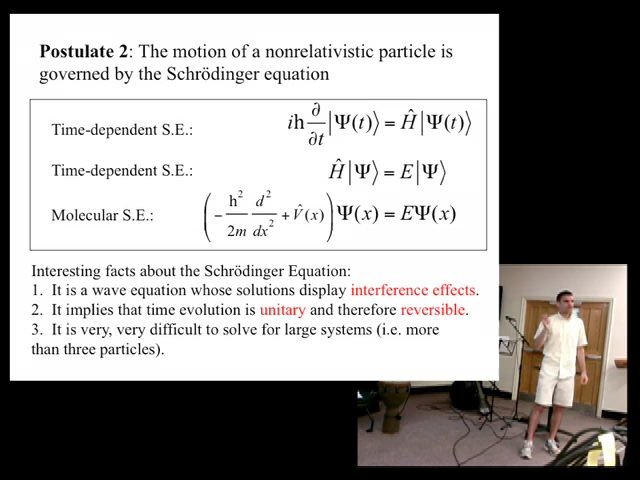 Postulate 2: The motion of a nonrelativistic particle is
governed by the Schrödinger equation
Time-dependent S.E.: iħ ∂/∂t |Ψ(t)⟩ = Ĥ|Ψ(t)⟩
Time-dependent S.E.: Ĥ|Ψ⟩ = E|Ψ⟩
Molecular S.E.: (− ħ²/2m d²/dx² + V̂(x)) Ψ(x) = EΨ(x)
Interesting facts about the Schrödinger Equation:
1. It is a wave equation whose solutions display interference effects.
2. It implies that time evolution is unitary and therefore reversible.
3. It is very, very difficult to solve for large systems (i.e. more
than three particles).